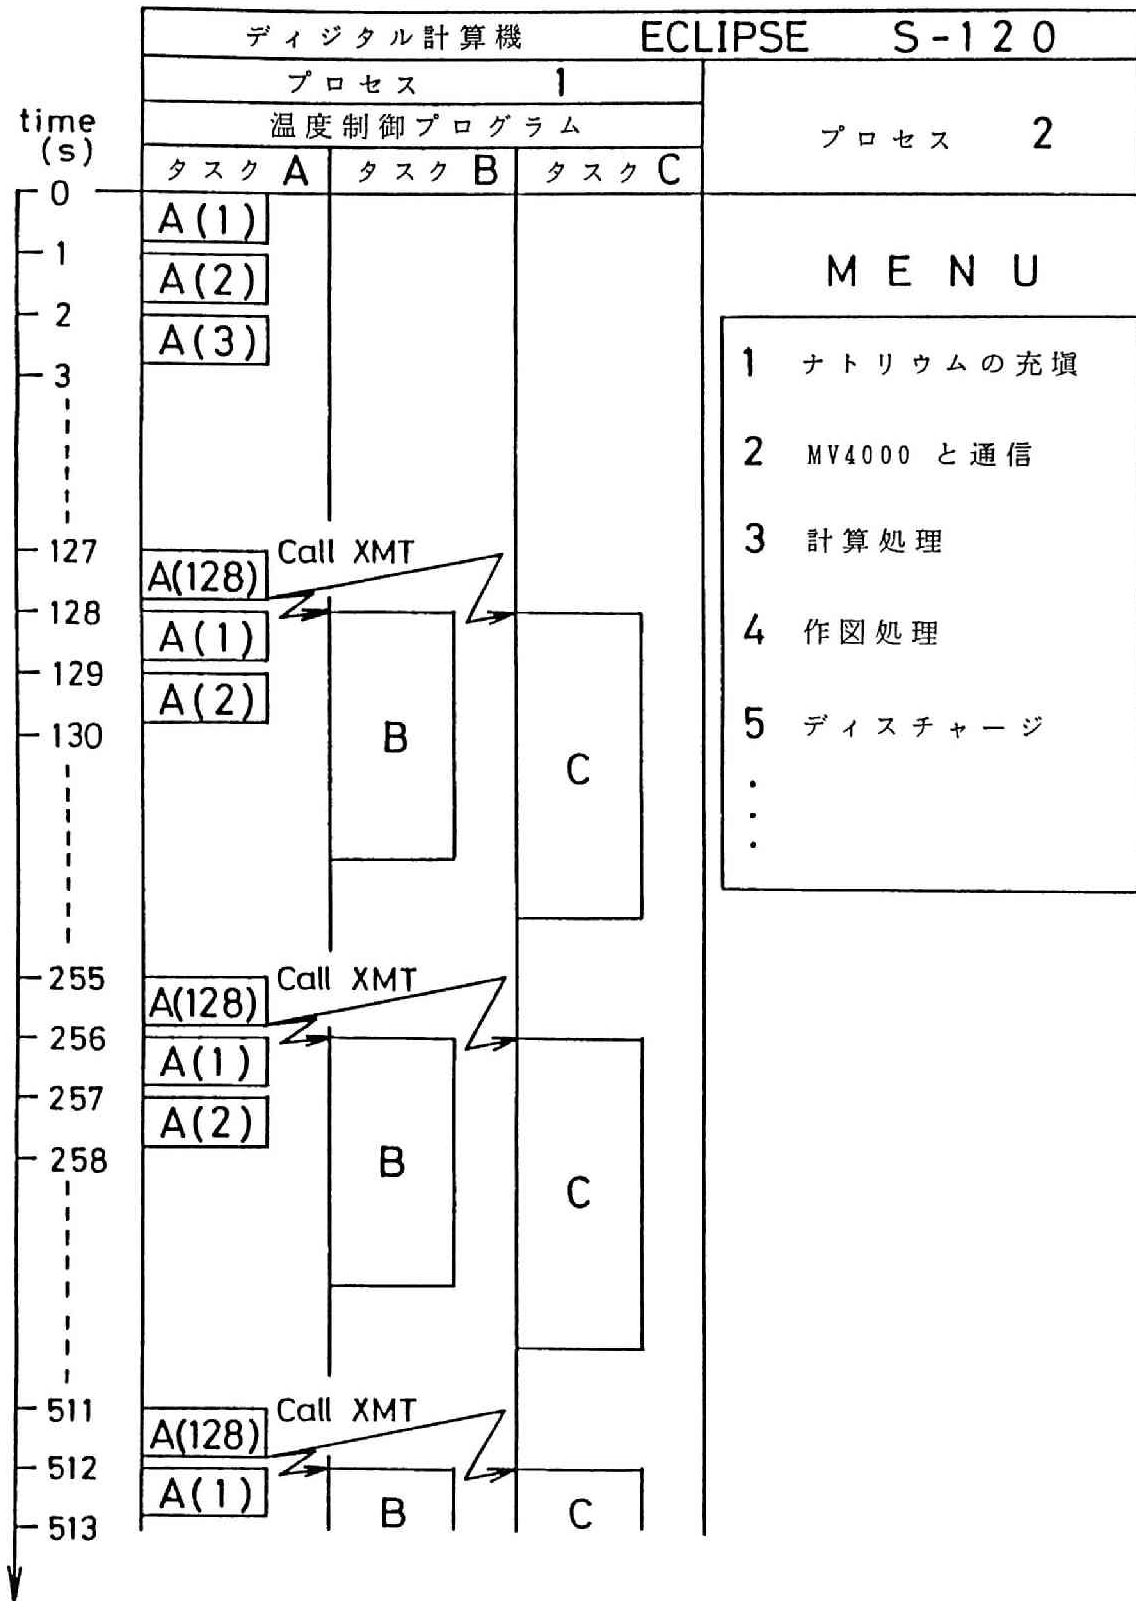 ディジタル計算機 ECLIPSE S-120
プロセス 1
温度制御プログラム
タスク A
タスク B
タスク C
プロセス 2
time
(s)
0
A(1)
1
A(2)
2
A(3)
3
127
A(128)
Call XMT
128
A(1)
129
A(2)
130
B
C
255
A(128)
Call XMT
256
A(1)
257
A(2)
258
B
C
511
A(128)
Call XMT
512
A(1)
513
B
C
MENU
1 ナトリウムの充塡
2 MV4000 と通信
3 計算処理
4 作図処理
5 ディスチャージ